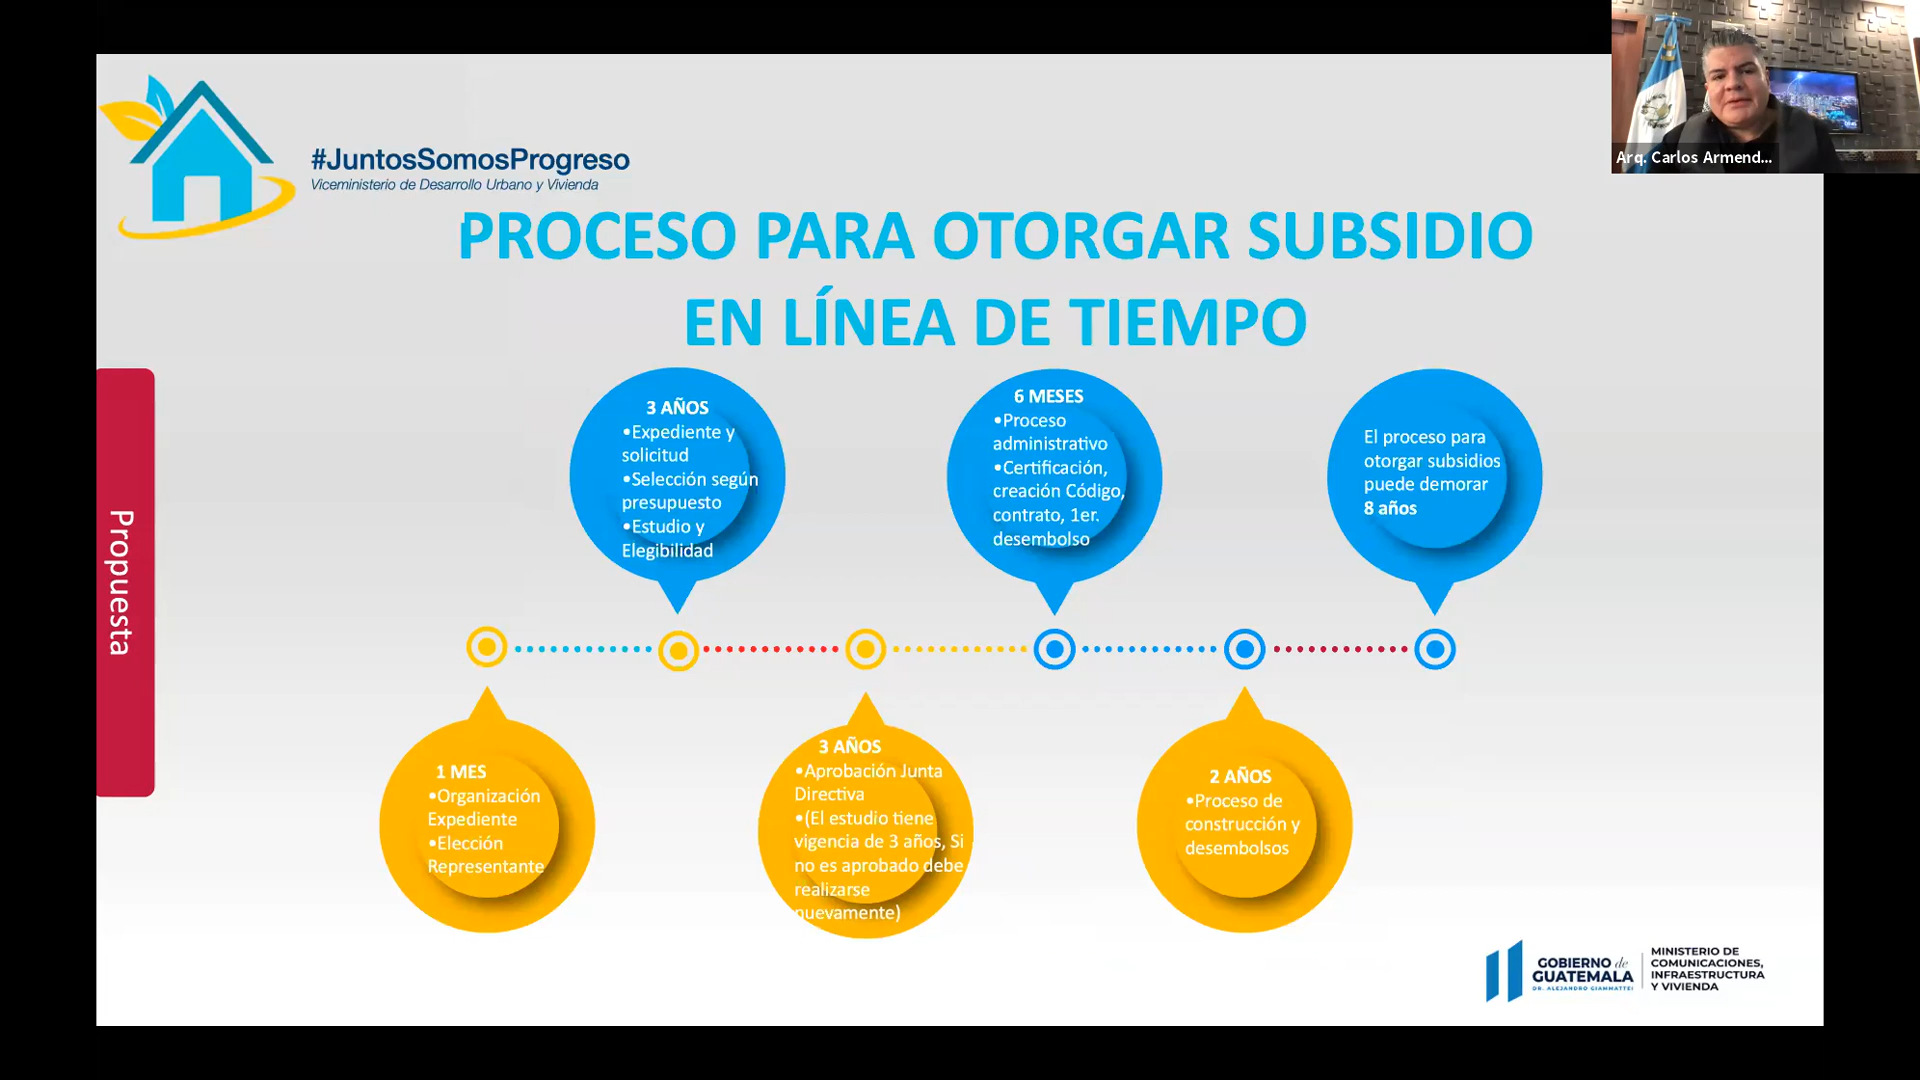 Arq. Carlos Armend...
#JuntosSomosProgreso
Viceministerio de Desarrollo Urbano y Vivienda
PROCESO PARA OTORGAR SUBSIDIO
EN LÍNEA DE TIEMPO
Propuesta
1 MES
•Organización
Expediente
•Elección
Representante
3 AÑOS
•Expediente y
solicitud
•Selección según
presupuesto
•Estudio y
Elegibilidad
3 AÑOS
•Aprobación Junta
Directiva
•(El estudio tiene
vigencia de 3 años, Si
no es aprobado debe
realizarse
nuevamente)
6 MESES
•Proceso
administrativo
•Certificación,
creación Código,
contrato, 1er.
desembolso
2 AÑOS
•Proceso de
construcción y
desembolsos
El proceso para
otorgar subsidios
puede demorar
8 años
GOBIERNO de
GUATEMALA
DR. ALEJANDRO GIAMMATTEI
MINISTERIO DE
COMUNICACIONES,
INFRAESTRUCTURA
Y VIVIENDA